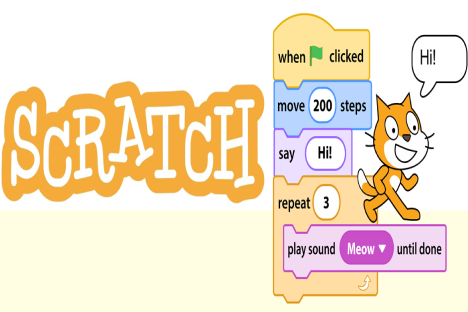 SCRATCH
when clicked
move 200 steps
say Hi!
repeat 3
play sound Meow until done
Hi!